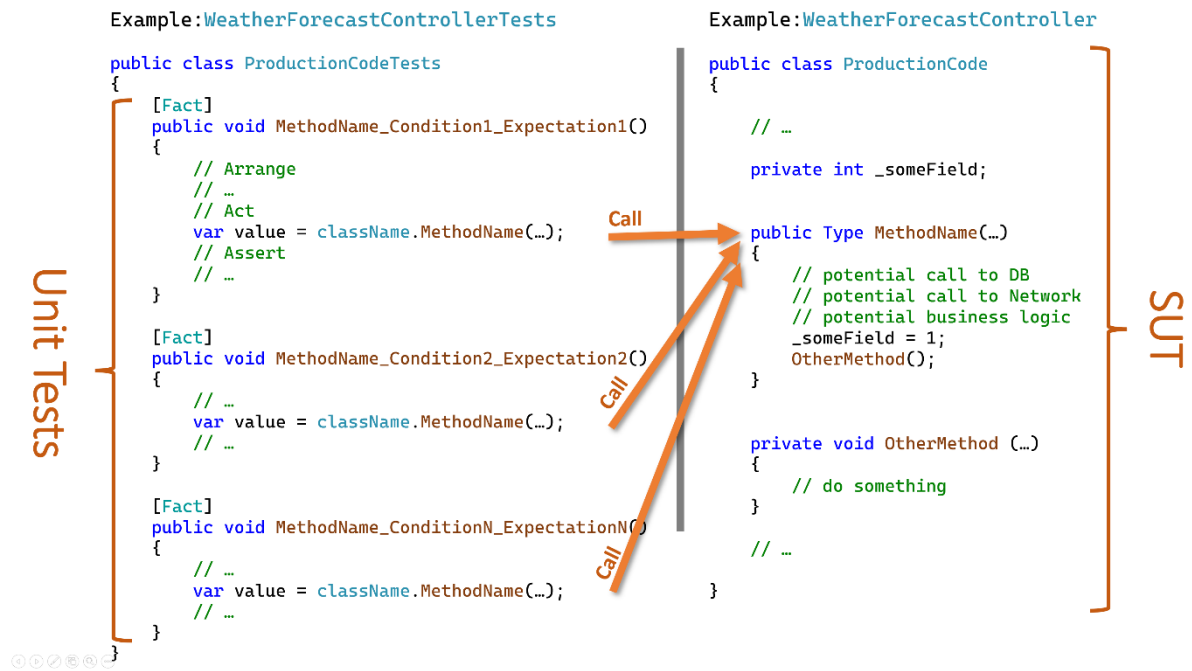 Example:WeatherForecastControllerTests
public class ProductionCodeTests
{
[Fact]
public void MethodName_Condition1_Expectation1()
{
// Arrange
// …
// Act
var value = className.MethodName(…);
// Assert
// …
}
[Fact]
public void MethodName_Condition2_Expectation2()
{
// …
var value = className.MethodName(…);
// …
}
[Fact]
public void MethodName_ConditionN_ExpectationN()
{
// …
var value = className.MethodName(…);
// …
}
}
Unit Tests
Call
Call
Call
Example:WeatherForecastController
public class ProductionCode
{
// …
private int _someField;
public Type MethodName(…)
{
// potential call to DB
// potential call to Network
// potential business logic
_someField = 1;
OtherMethod();
}
private void OtherMethod (…)
{
// do something
}
// …
}
SUT